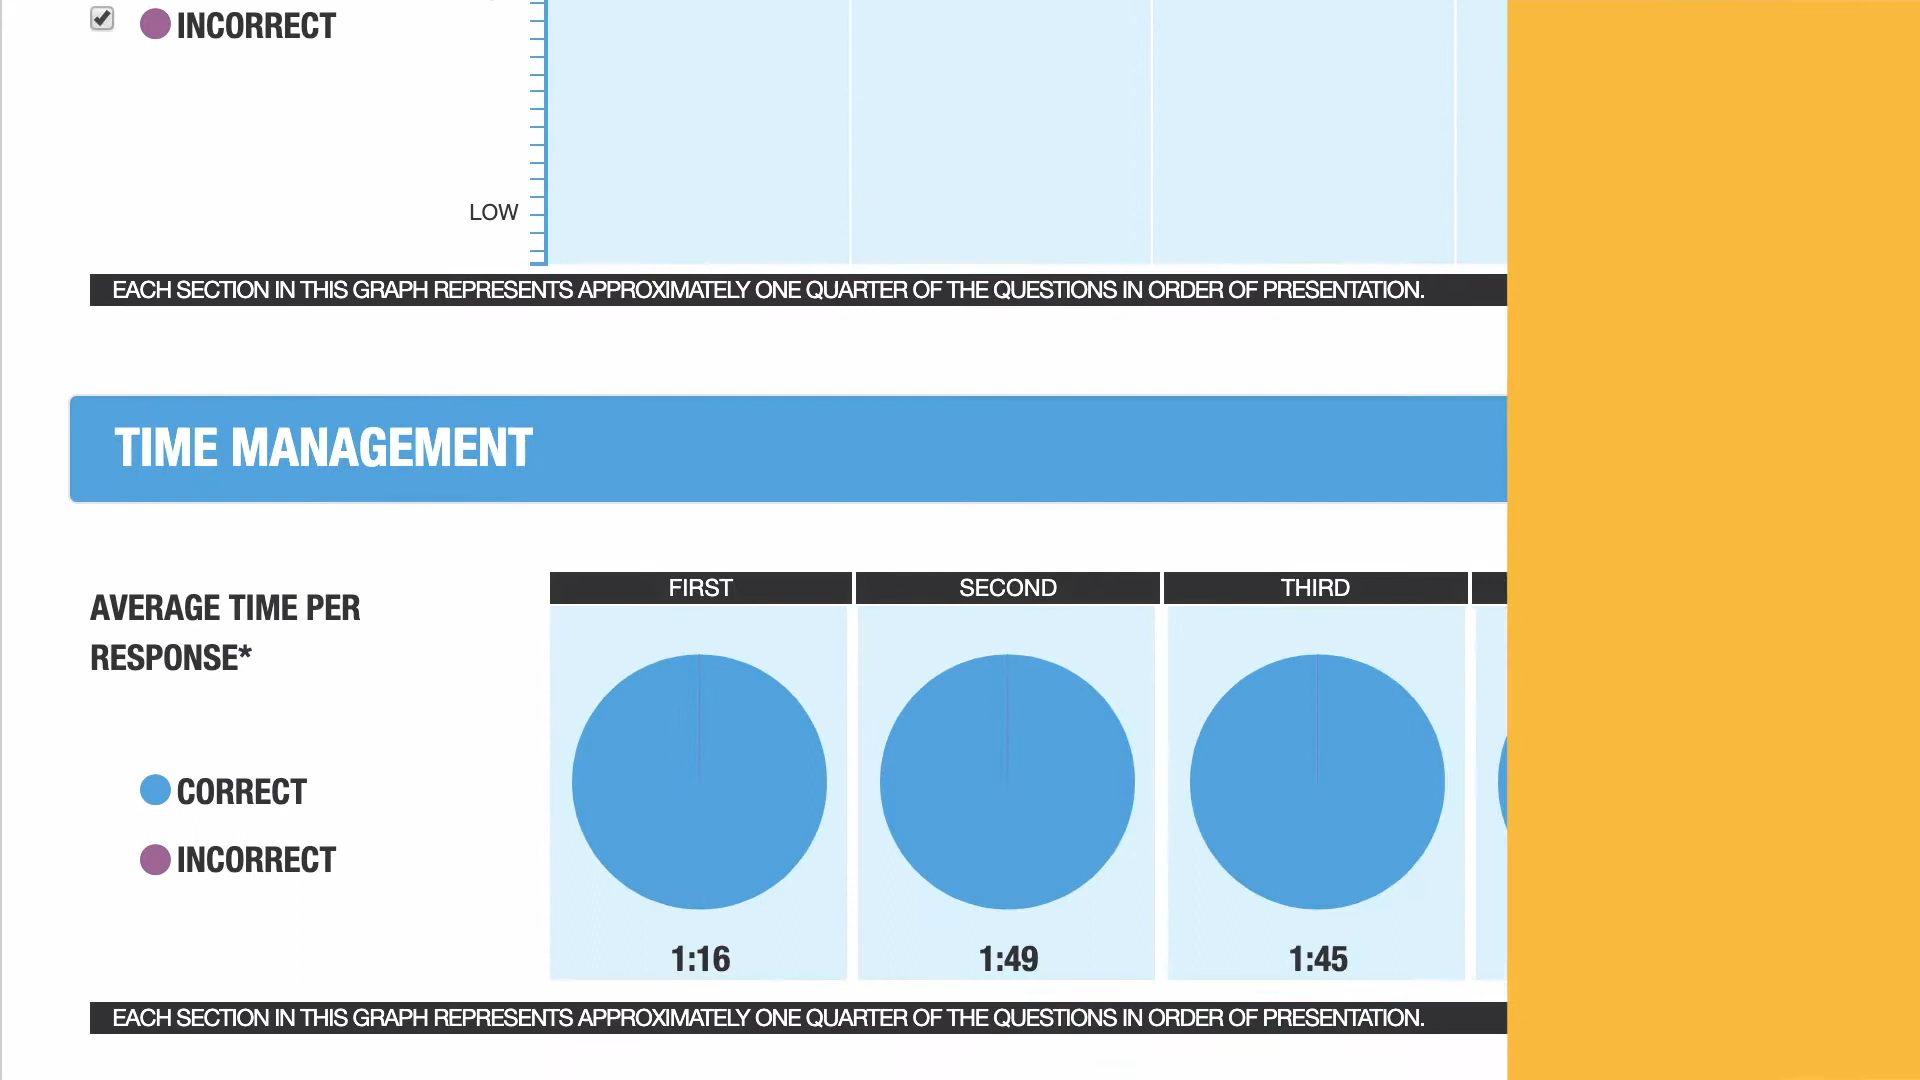 INCORRECT
LOW
EACH SECTION IN THIS GRAPH REPRESENTS APPROXIMATELY ONE QUARTER OF THE QUESTIONS IN ORDER OF PRESENTATION.
TIME MANAGEMENT
AVERAGE TIME PER
RESPONSE*
FIRST
SECOND
THIRD
CORRECT
INCORRECT
1:16
1:49
1:45
EACH SECTION IN THIS GRAPH REPRESENTS APPROXIMATELY ONE QUARTER OF THE QUESTIONS IN ORDER OF PRESENTATION.